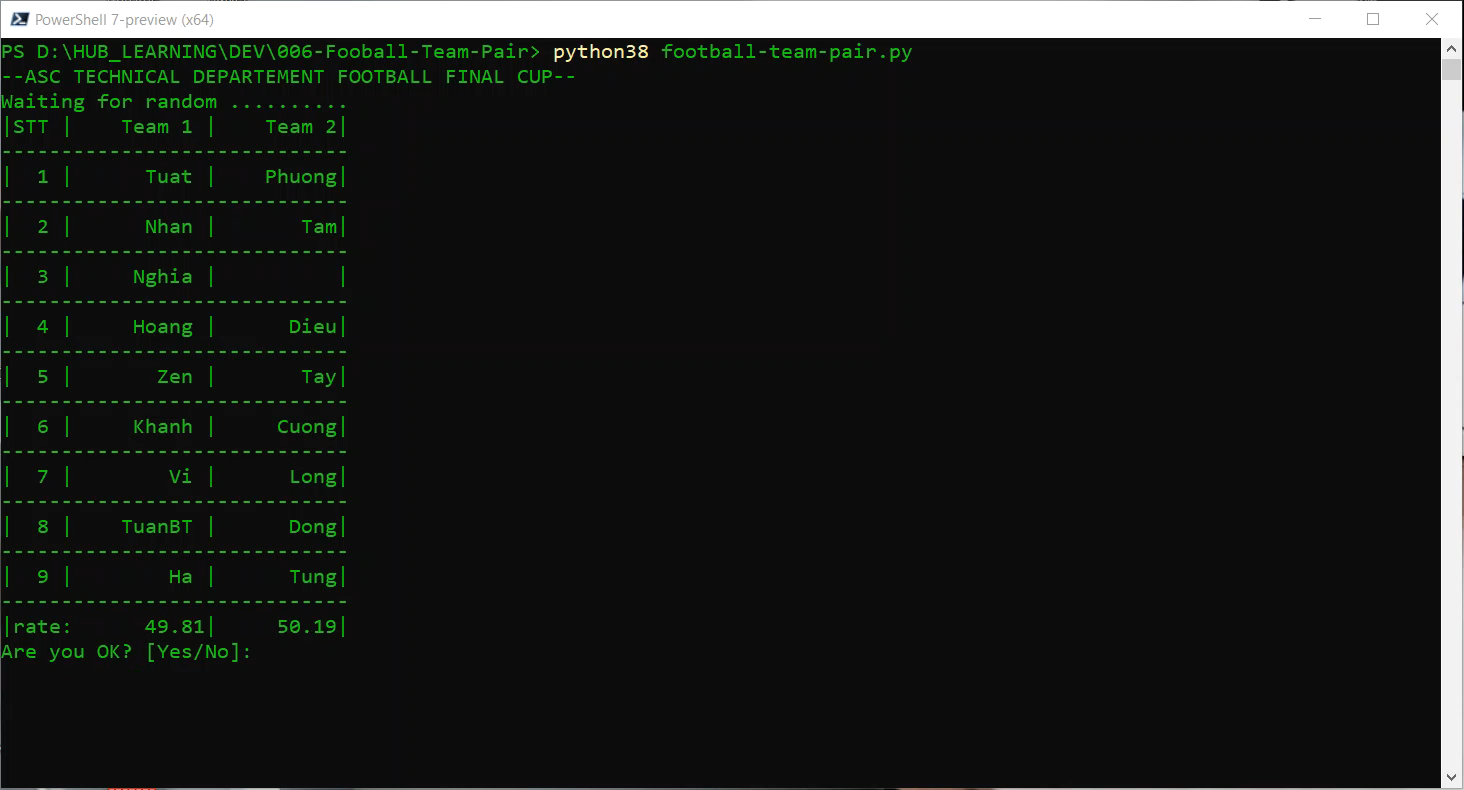 PowerShell 7-preview (x64)
PS D:\HUB_LEARNING\DEV\006-Fooball-Team-Pair> python38 football-team-pair.py
--ASC TECHNICAL DEPARTEMENT FOOTBALL FINAL CUP--
Waiting for random ..........
|STT |    Team 1 |    Team 2|
-----------------------------
|  1 |      Tuat |    Phuong|
-----------------------------
|  2 |      Nhan |       Tam|
-----------------------------
|  3 |     Nghia |          |
-----------------------------
|  4 |     Hoang |      Dieu|
-----------------------------
|  5 |       Zen |       Tay|
-----------------------------
|  6 |     Khanh |     Cuong|
-----------------------------
|  7 |        Vi |      Long|
-----------------------------
|  8 |    TuanBT |      Dong|
-----------------------------
|  9 |        Ha |      Tung|
-----------------------------
|rate:      49.81|     50.19|
Are you OK? [Yes/No]: